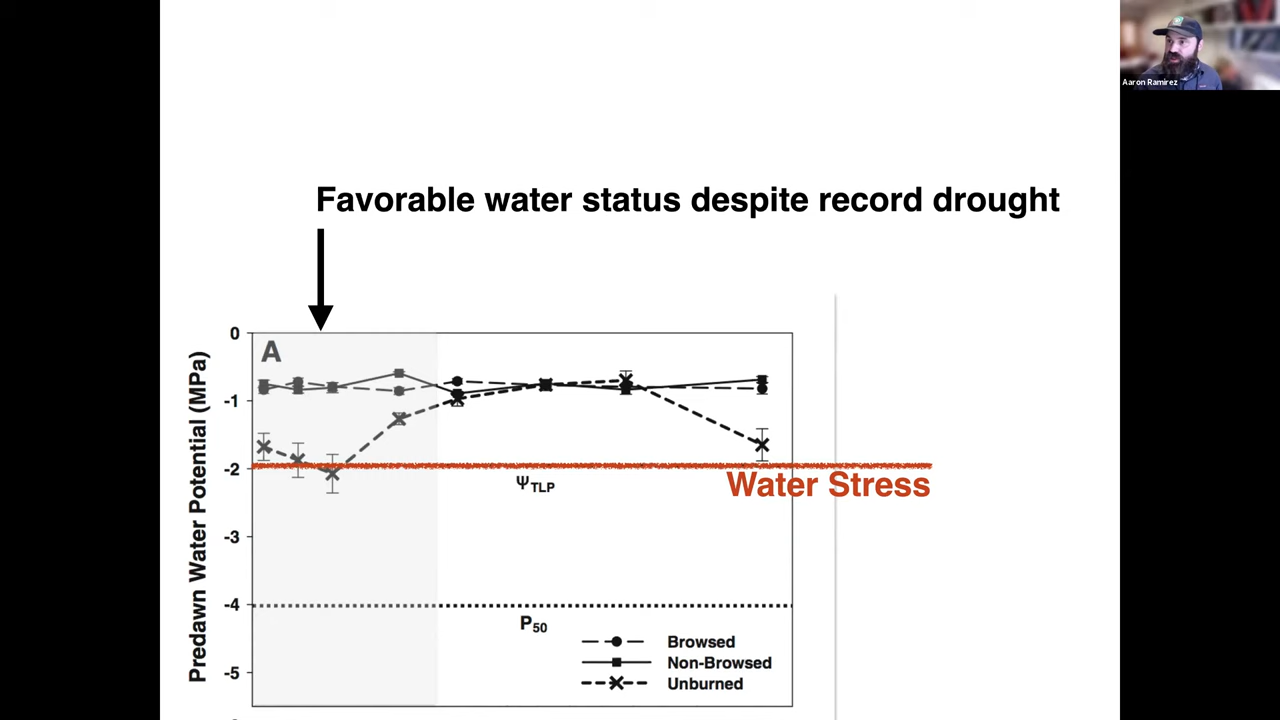 Aaron Ramirez
Favorable water status despite record drought
A
0
-1
-2
-3
-4
-5
Predawn Water Potential (MPa)
ΨTLP
Water Stress
P50
Browsed
Non-Browsed
Unburned